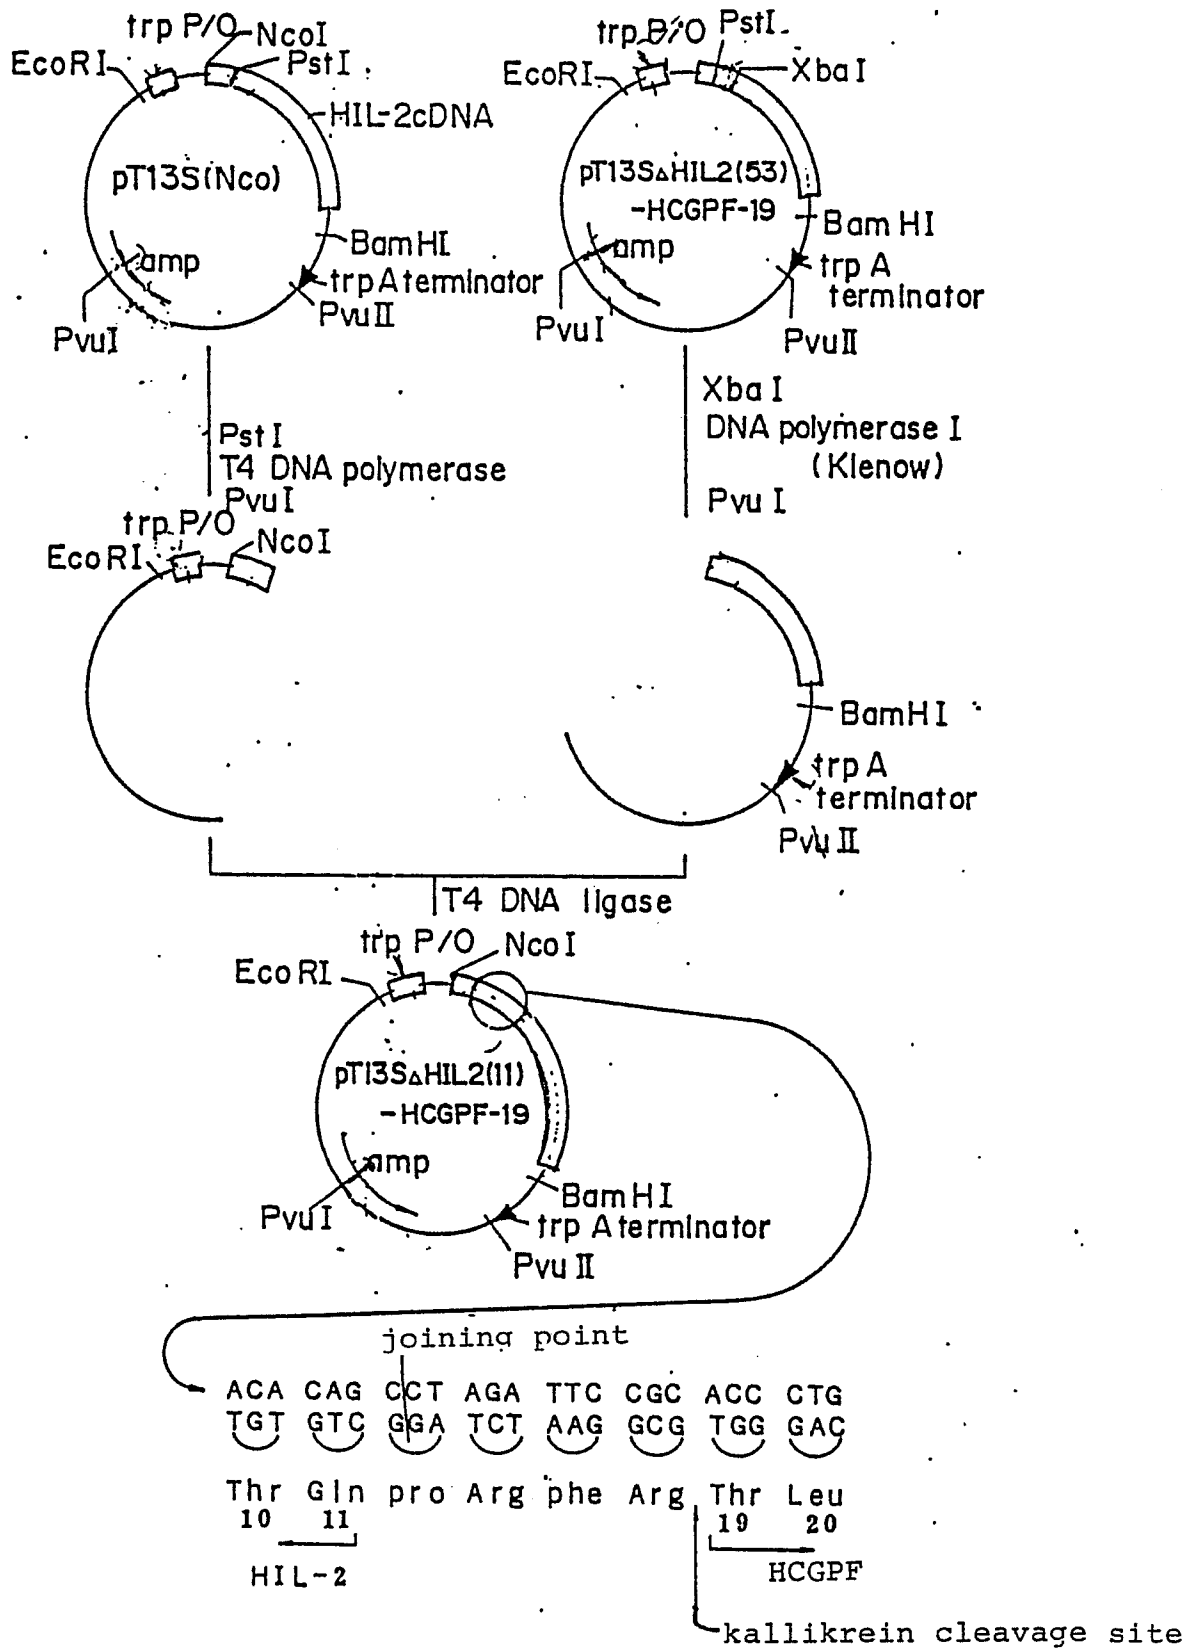 trp P/O
NcoI
EcoRI
PstI
HIL-2cDNA
pT13S(Nco)
amp
BamHI
trpA terminator
PvuII
PvuI
trp P/O
PstI
EcoRI
XbaI
pT13SΔHIL2(53)
-HCGPF-19
amp
BamHI
trp A
terminator
PvuI
PvuII
PstI
T4 DNA polymerase
PvuI
XbaI
DNA polymerase I
(Klenow)
PvuI
trp P/O
EcoRI
NcoI
BamHI
trp A
terminator
PvuII
T4 DNA ligase
trp P/O
NcoI
EcoRI
pT13SΔHIL2(11)
-HCGPF-19
amp
PvuI
BamHI
trp A terminator
PvuII
joining point
ACA CAG CCT AGA TTC CGC ACC CTG
TGT GTC GGA TCT AAG GCG TGG GAC
Thr Gln pro Arg phe Arg Thr Leu
10 11 19 20
HIL-2 HCGPF
kallikrein cleavage site